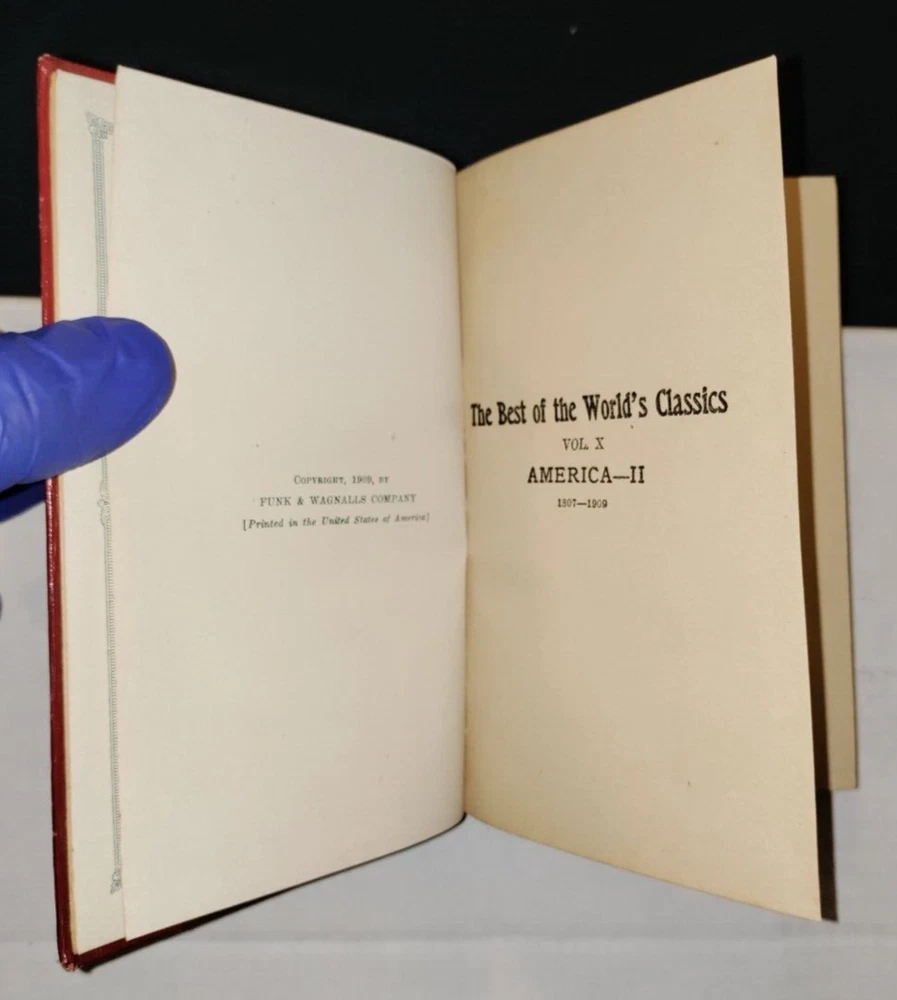 COPYRIGHT, 1909, BY
FUNK & WAGNALLS COMPANY
[Printed in the United States of America]
The Best of the World's Classics
VOL. X
AMERICA—II
1807—1909